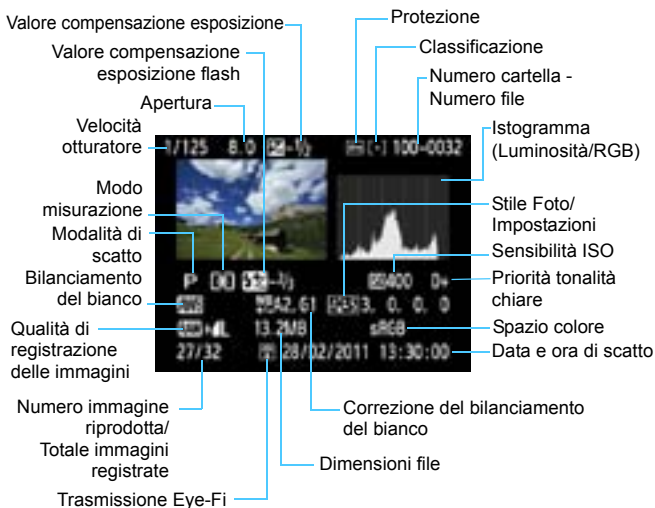 Valore compensazione esposizione
Protezione
Valore compensazione
esposizione flash
Classificazione
Numero cartella -
Numero file
Apertura
Velocità
otturatore
Istogramma
(Luminosità/RGB)
1/125 8.0 -1/3 [-] 100-0032
Modo
misurazione
Stile Foto/
Impostazioni
Modalità di
scatto
Sensibilità ISO
P -1/3 400 D+
Bilanciamento
del bianco
Priorità tonalità
chiare
A2, G1 3, 0, 0, 0
Qualità di
registrazione
delle immagini
L 13.2MB sRGB
Spazio colore
27/32 28/02/2011 13:30:00
Data e ora di scatto
Numero immagine
riprodotta/
Totale immagini
registrate
Correzione del bilanciamento
del bianco
Dimensioni file
Trasmissione Eye-Fi